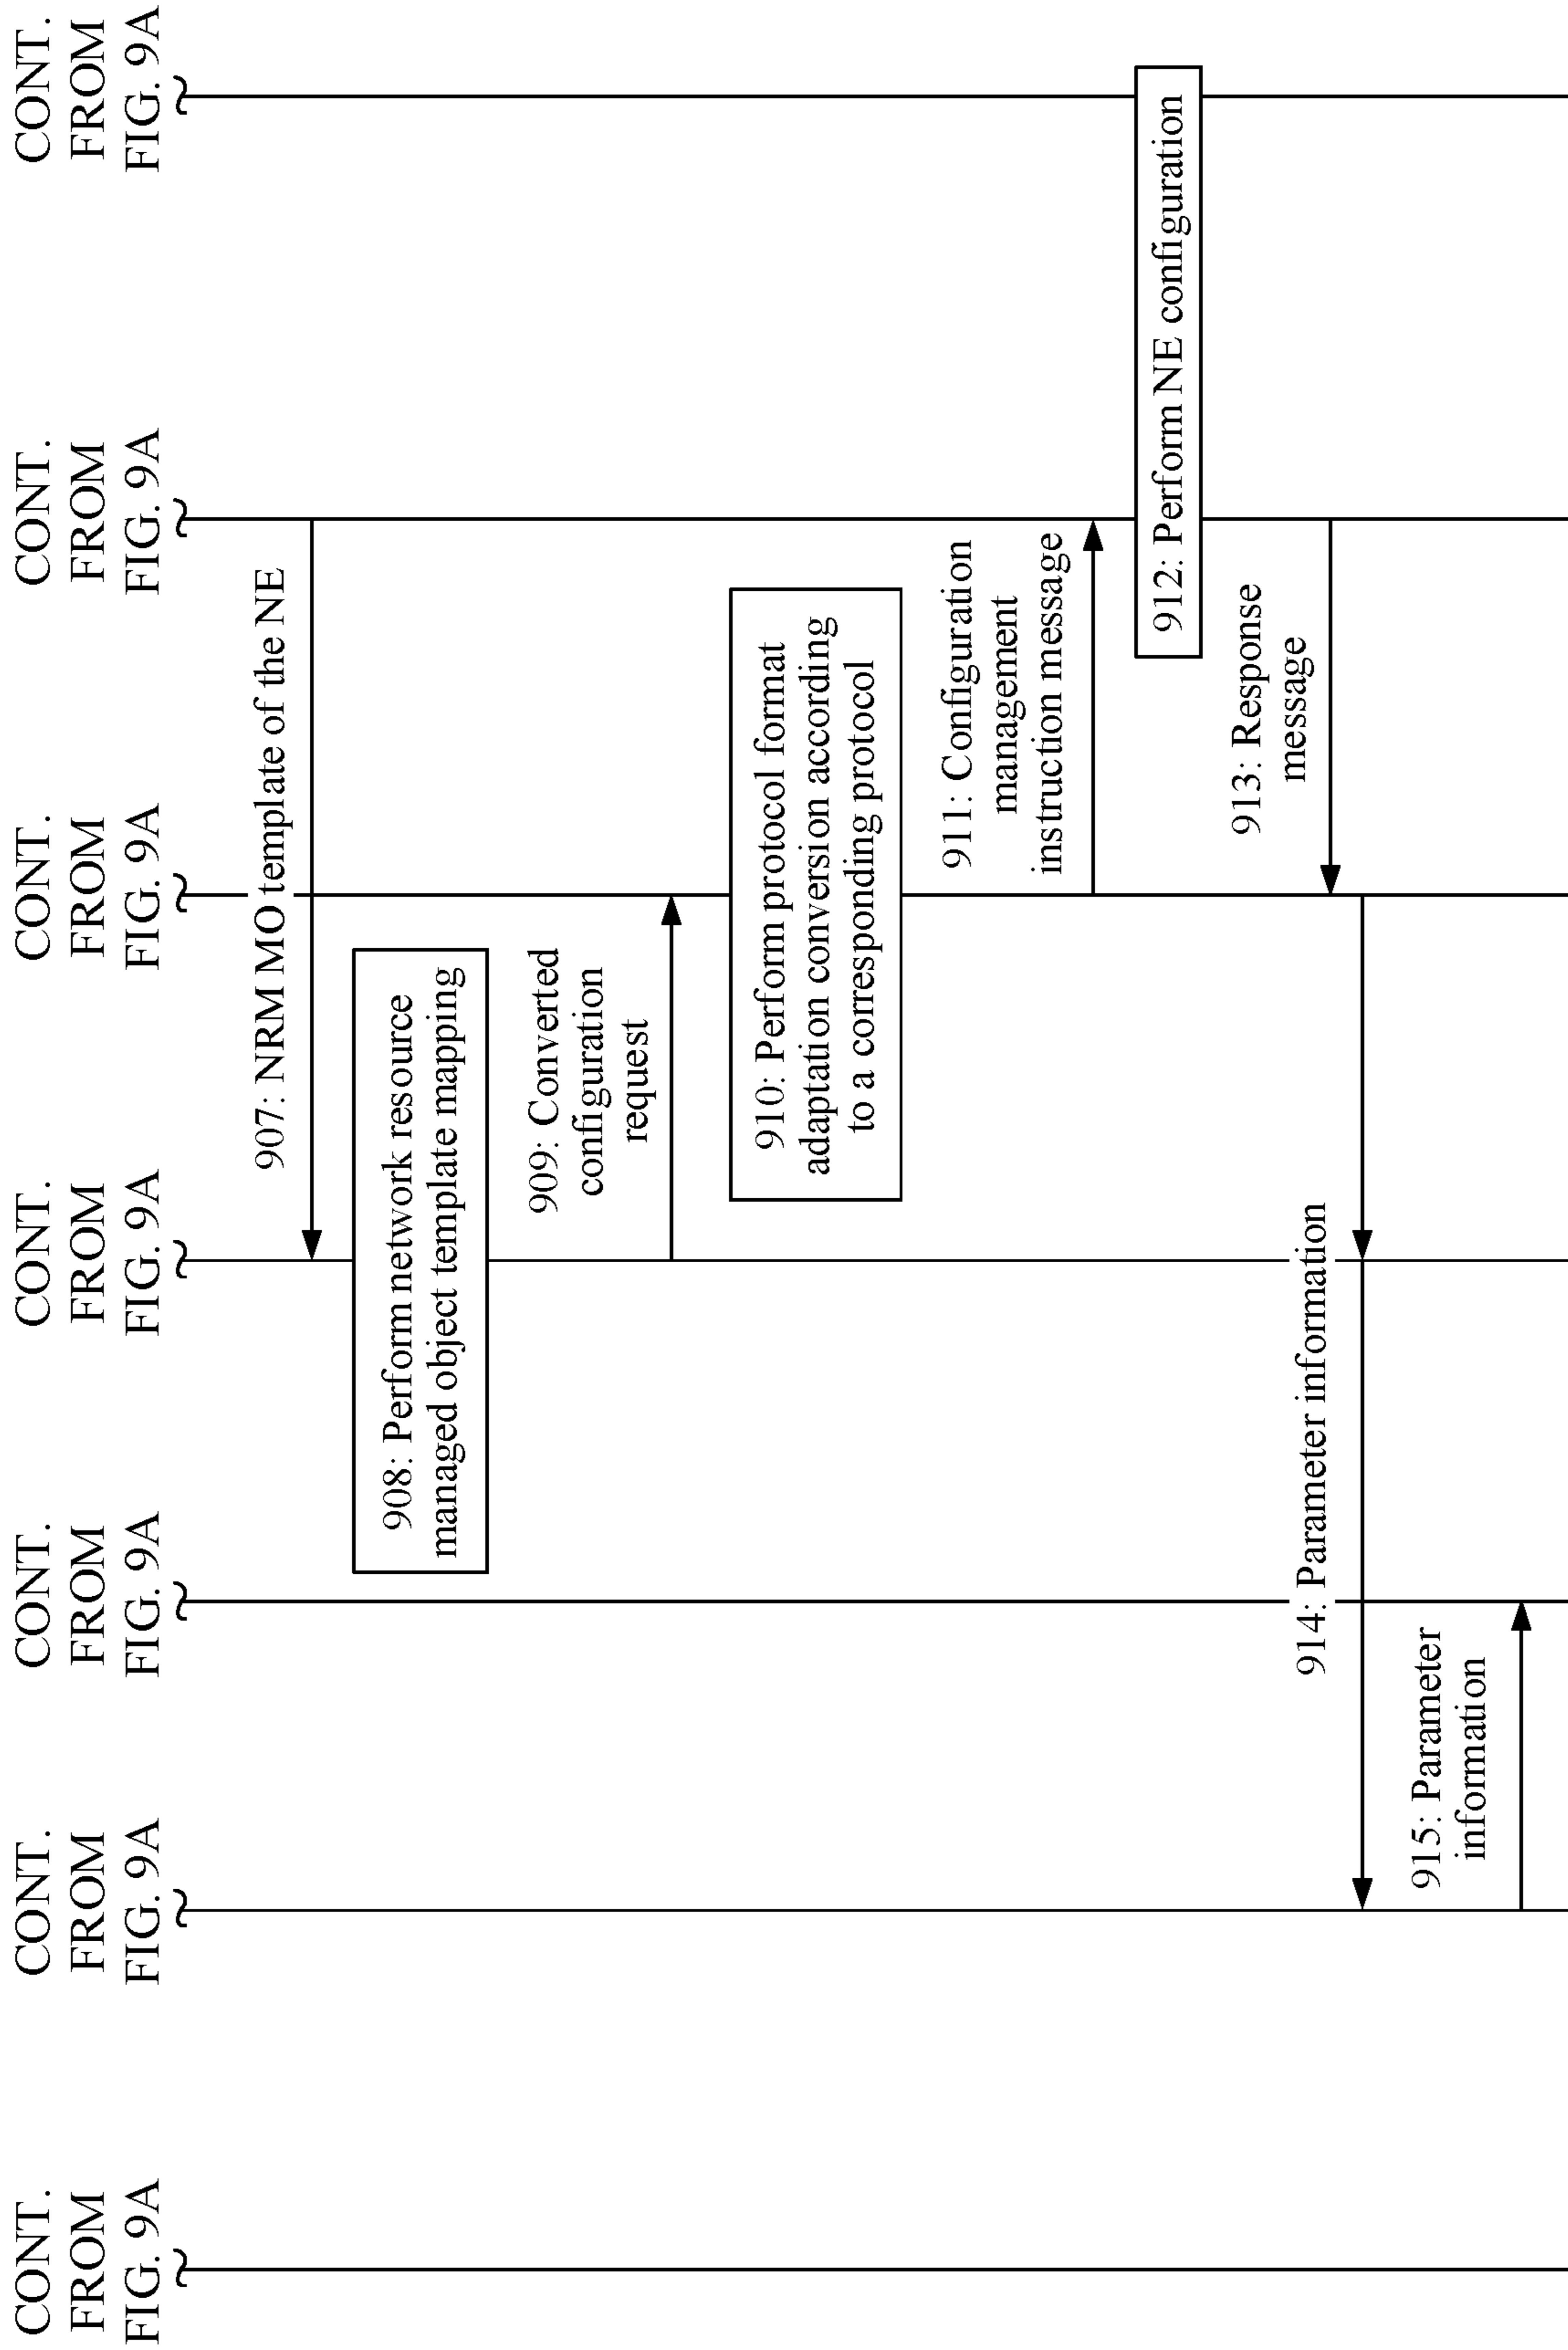 CONT.
FROM
FIG. 9A
CONT.
FROM
FIG. 9A
CONT.
FROM
FIG. 9A
CONT.
FROM
FIG. 9A
CONT.
FROM
FIG. 9A
CONT.
FROM
FIG. 9A
CONT.
FROM
FIG. 9A
907: NRM MO template of the NE
908: Perform network resource
managed object template mapping
909: Converted
configuration
request
910: Perform protocol format
adaptation conversion according
to a corresponding protocol
911: Configuration
management
instruction message
912: Perform NE configuration
913: Response
message
914: Parameter information
915: Parameter
information